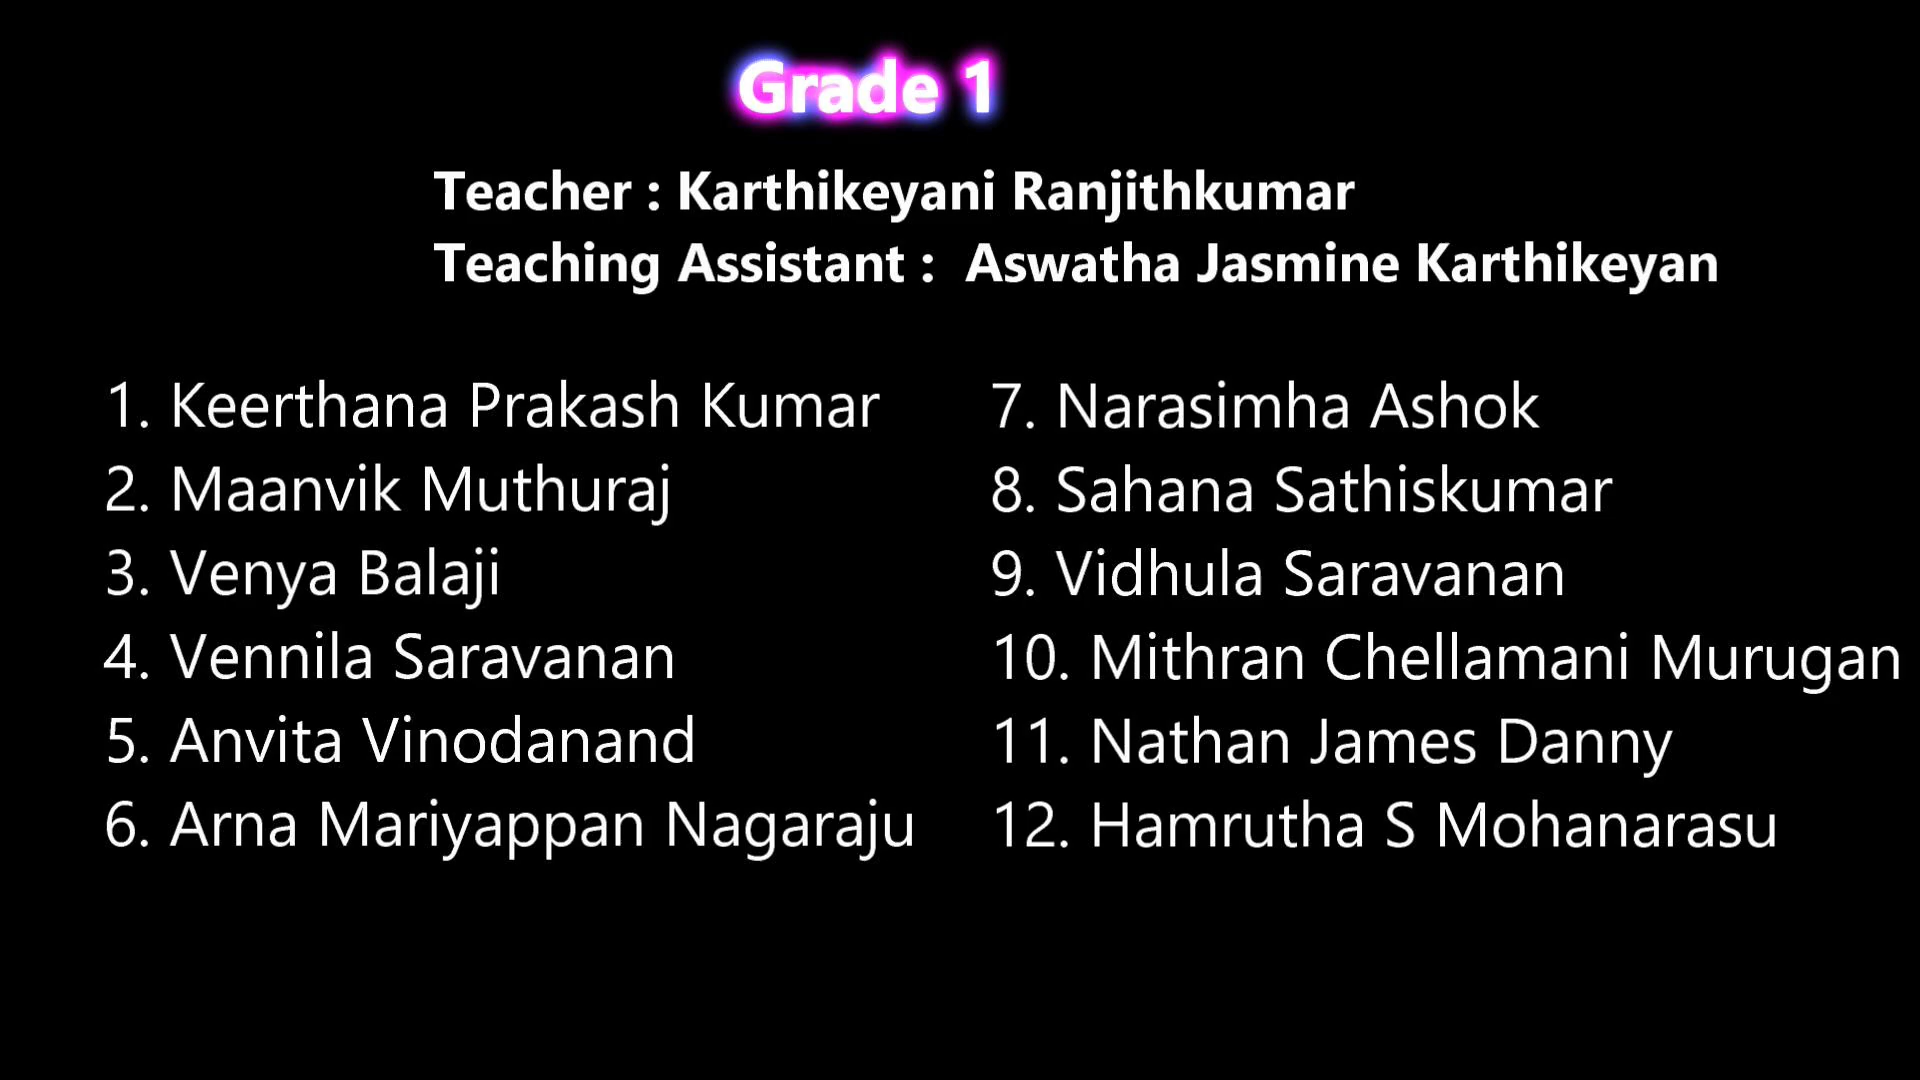 Grade 1
Teacher : Karthikeyani Ranjithkumar
Teaching Assistant :  Aswatha Jasmine Karthikeyan
1. Keerthana Prakash Kumar
2. Maanvik Muthuraj
3. Venya Balaji
4. Vennila Saravanan
5. Anvita Vinodanand
6. Arna Mariyappan Nagaraju
7. Narasimha Ashok
8. Sahana Sathiskumar
9. Vidhula Saravanan
10. Mithran Chellamani Murugan
11. Nathan James Danny
12. Hamrutha S Mohanarasu